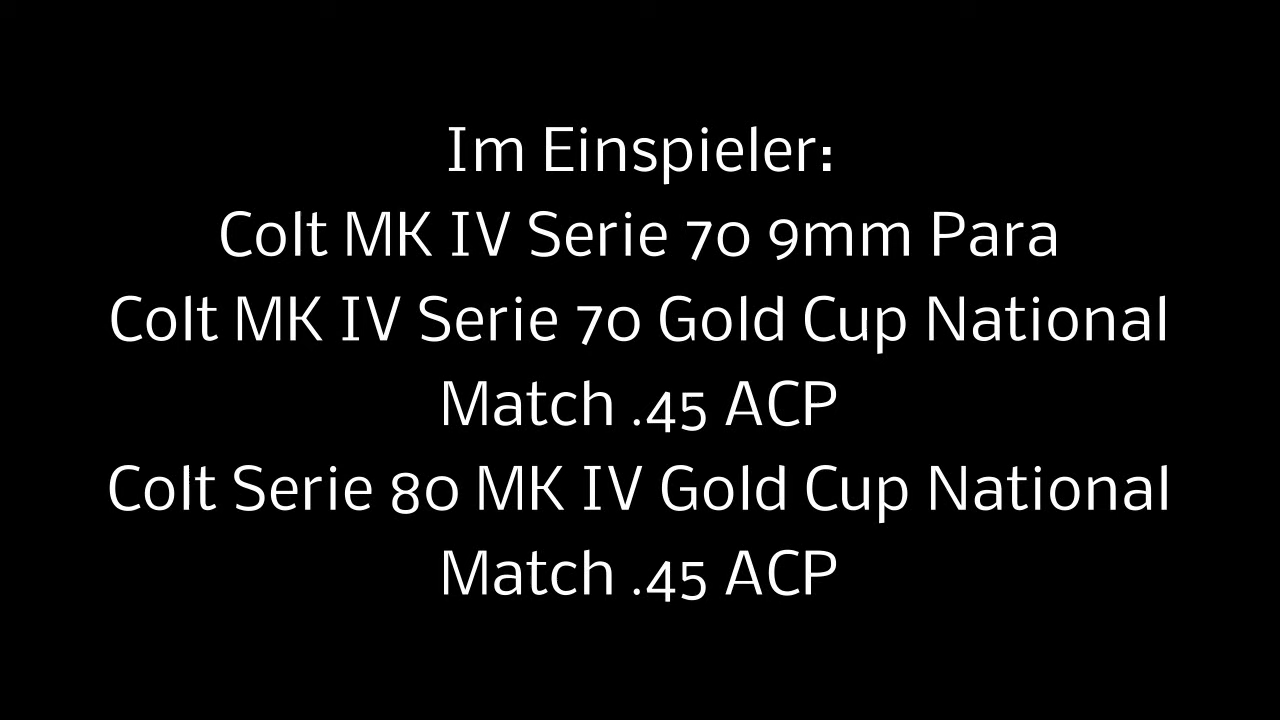 Im Einspieler:
Colt MK IV Serie 70 9mm Para
Colt MK IV Serie 70 Gold Cup National
Match .45 ACP
Colt Serie 80 MK IV Gold Cup National
Match .45 ACP